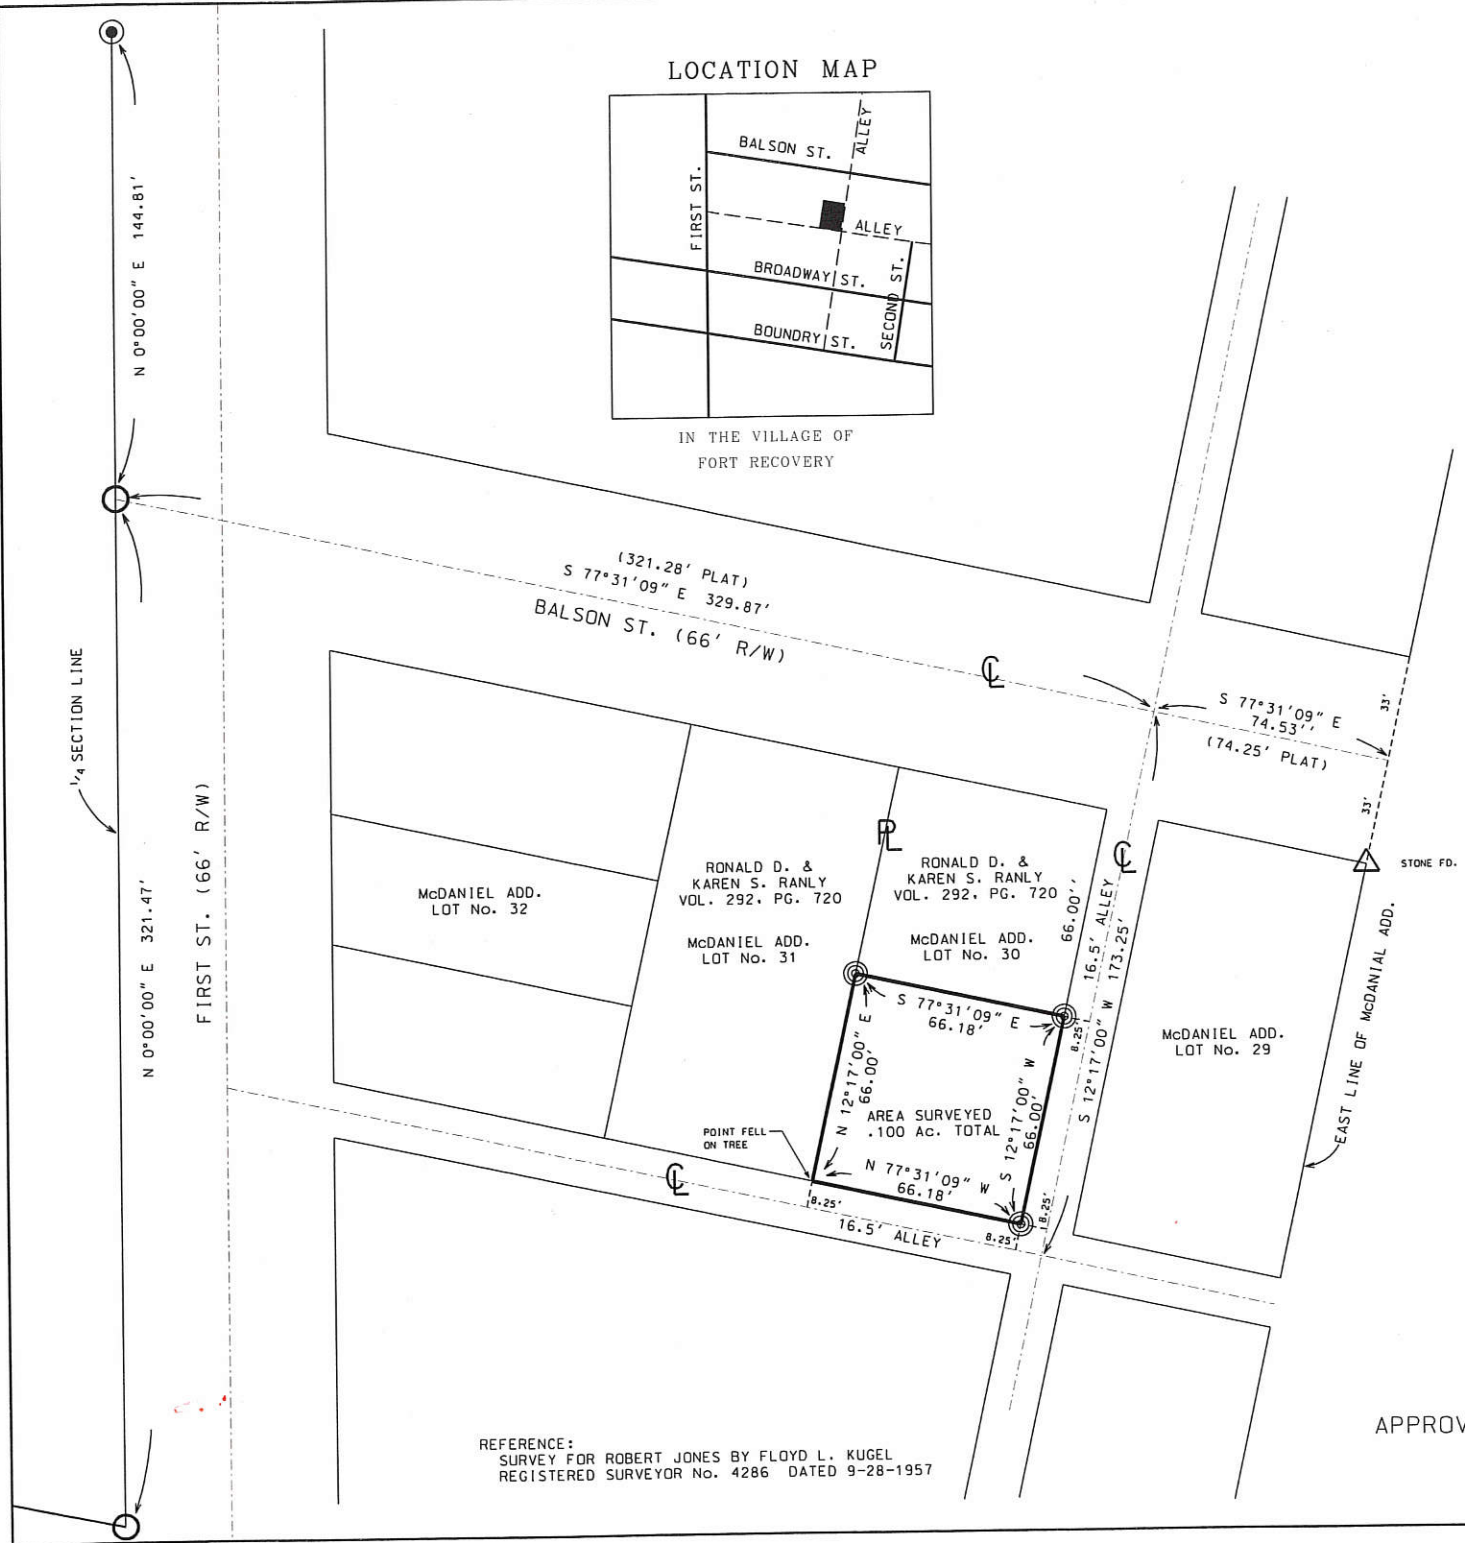 LOCATION MAP
BALSON ST.
ALLEY
FIRST ST.
ALLEY
BROADWAY ST.
SECOND ST.
BOUNDRY ST.
IN THE VILLAGE OF
FORT RECOVERY
N 0°00'00" E 144.81'
(321.28' PLAT)
S 77°31'09" E 329.87'
BALSON ST. (66' R/W)
CL
S 77°31'09" E
74.53''
(74.25' PLAT)
33'
33'
STONE FD.
1/4 SECTION LINE
FIRST ST. (66' R/W)
N 0°00'00" E 321.47'
McDANIEL ADD.
LOT No. 32
RONALD D. &
KAREN S. RANLY
VOL. 292, PG. 720
McDANIEL ADD.
LOT No. 31
PL
RONALD D. &
KAREN S. RANLY
VOL. 292, PG. 720
McDANIEL ADD.
LOT No. 30
66.00''
CL
16.5' ALLEY
S 12°17'00" W 173.25'
McDANIEL ADD.
LOT No. 29
EAST LINE OF McDANIAL ADD.
S 77°31'09" E
66.18'
8.25'
N 12°17'00" E
66.00'
AREA SURVEYED
.100 Ac. TOTAL
S 12°17'00" W
66.00'
N 77°31'09" W
66.18'
POINT FELL
ON TREE
CL
8.25'
16.5' ALLEY
8.25'
8.25'
REFERENCE:
SURVEY FOR ROBERT JONES BY FLOYD L. KUGEL
REGISTERED SURVEYOR No. 4286 DATED 9-28-1957
APPROV